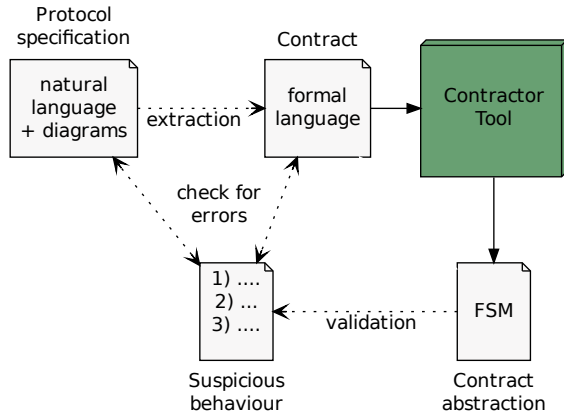 Protocol
specification
natural
language
+ diagrams
extraction
Contract
formal
language
Contractor
Tool
check for
errors
1) ....
2) ...
3) ....
Suspicious
behaviour
validation
FSM
Contract
abstraction